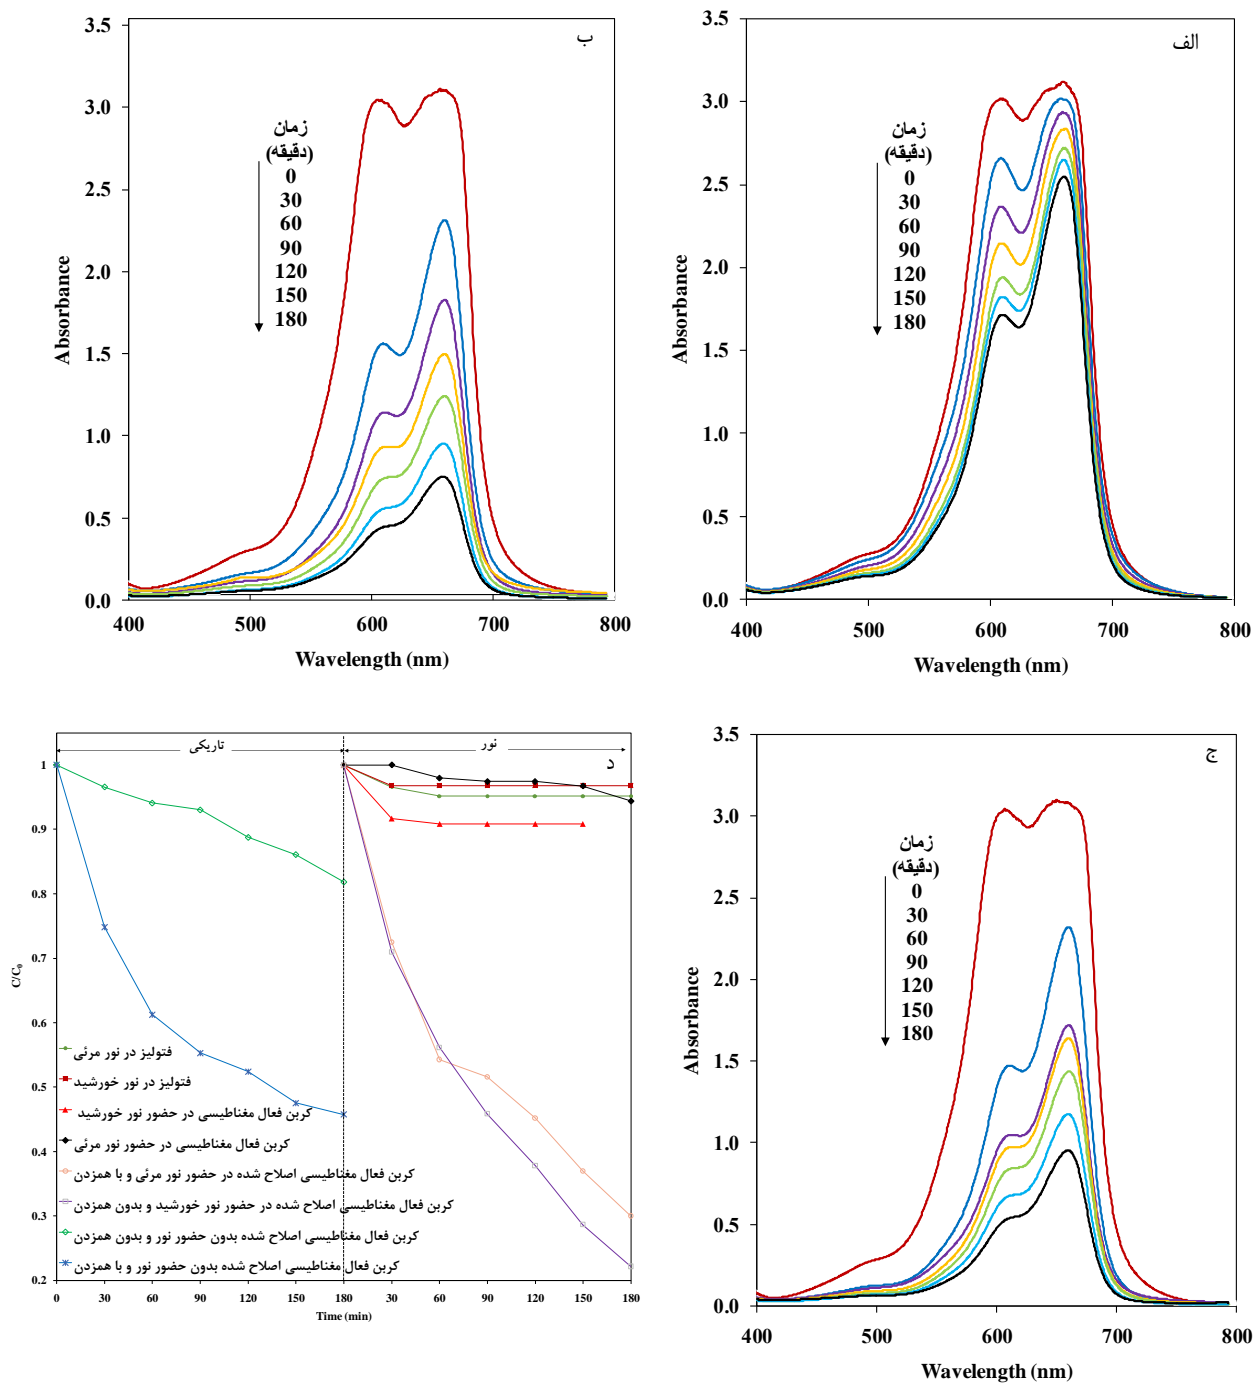 ب
3.5
3.0
2.5
2.0
1.5
1.0
0.5
0.0
Absorbance
زمان
(دقیقه)
0
30
60
90
120
150
180
400 500 600 700 800
Wavelength (nm)
الف
3.5
3.0
2.5
2.0
1.5
1.0
0.5
0.0
Absorbance
زمان
(دقیقه)
0
30
60
90
120
150
180
400 500 600 700 800
Wavelength (nm)
تاریکی
نور
د
1
0.9
0.8
0.7
0.6
0.5
0.4
0.3
0.2
C/C₀
فتولیز در نور مرئی
فتولیز در نور خورشید
کربن فعال مغناطیسی در حضور نور خورشید
کربن فعال مغناطیسی در حضور نور مرئی
کربن فعال مغناطیسی اصلاح شده در حضور نور مرئی و با همزدن
کربن فعال مغناطیسی اصلاح شده در حضور نور خورشید و بدون همزدن
کربن فعال مغناطیسی اصلاح شده بدون حضور نور و بدون همزدن
کربن فعال مغناطیسی اصلاح شده بدون حضور نور و با همزدن
0 30 60 90 120 150 180 30 60 90 120 150 180
Time (min)
ج
3.5
3.0
2.5
2.0
1.5
1.0
0.5
0.0
Absorbance
زمان
(دقیقه)
0
30
60
90
120
150
180
400 500 600 700 800
Wavelength (nm)